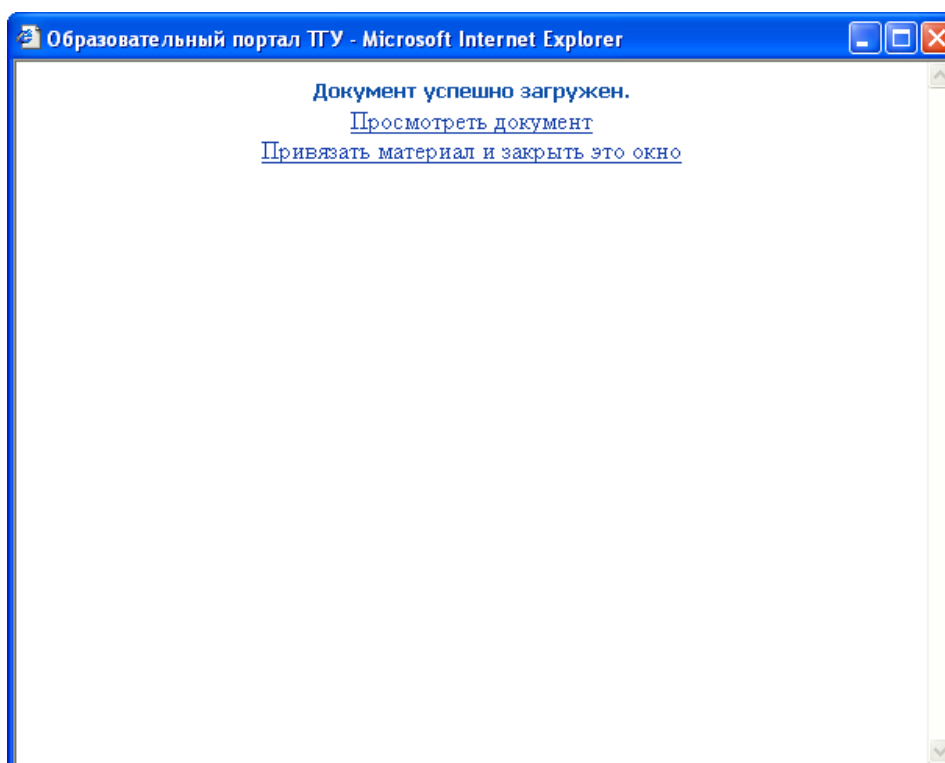 Образовательный портал ТГУ - Microsoft Internet Explorer
Документ успешно загружен.
Просмотреть документ
Привязать материал и закрыть это окно